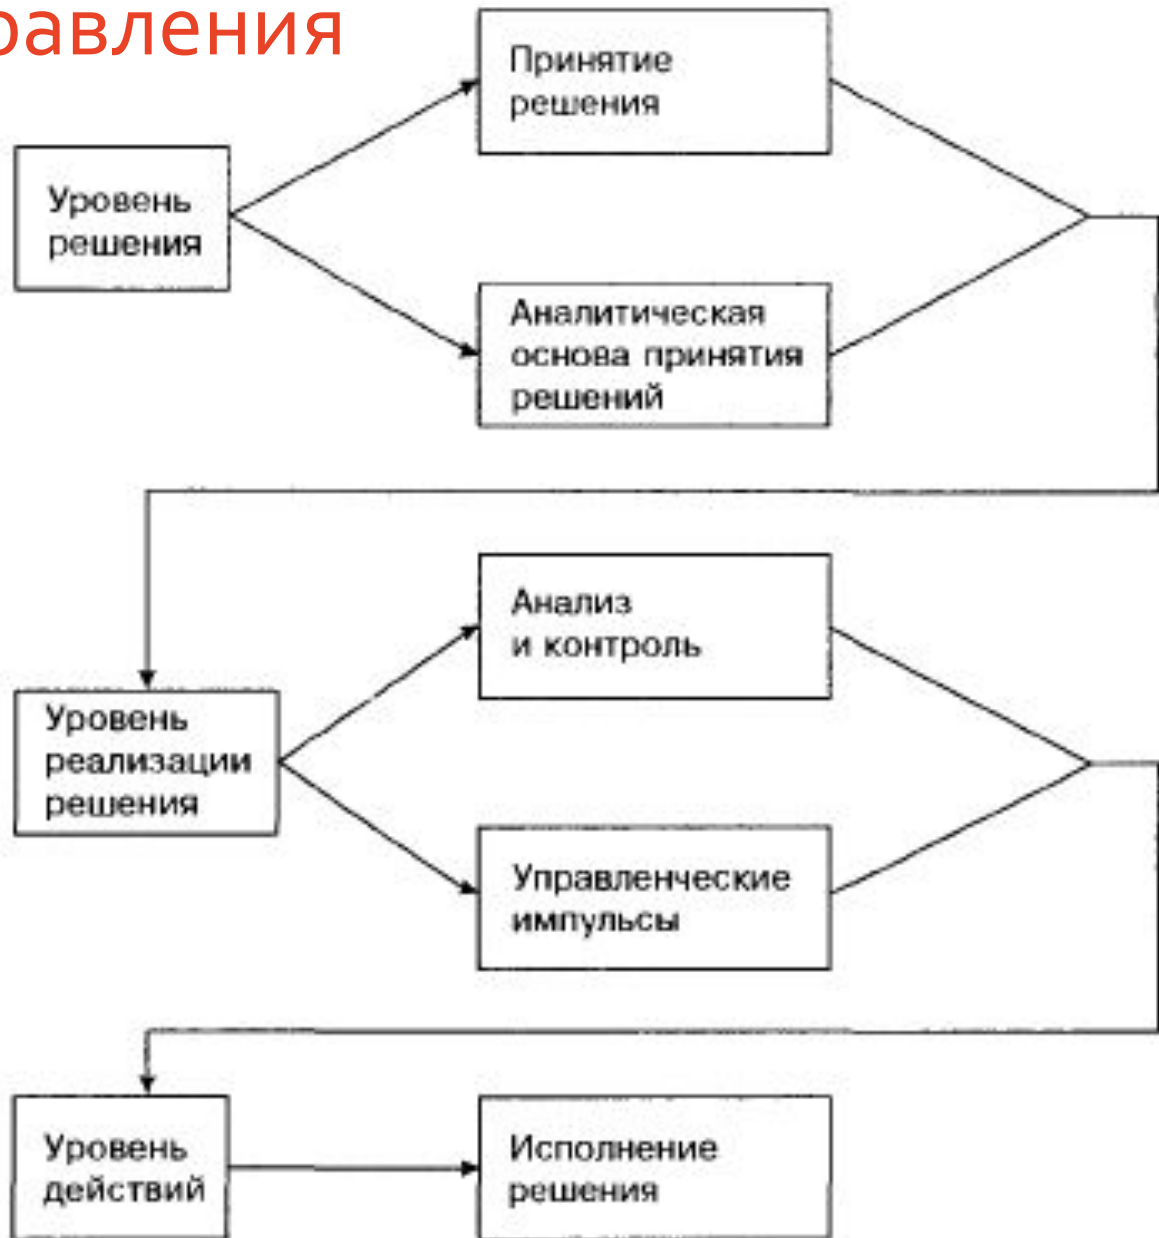 равления
Принятие
решения
Уровень
решения
Аналитическая
основа принятия
решений
Анализ
и контроль
Уровень
реализации
решения
Управленческие
импульсы
Уровень
действий
Исполнение
решения